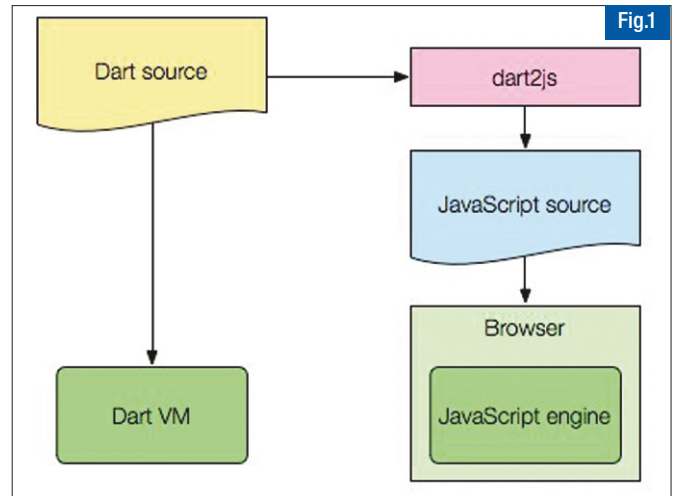 Fig.1
Dart source
dart2js
JavaScript source
Browser
Dart VM
JavaScript engine